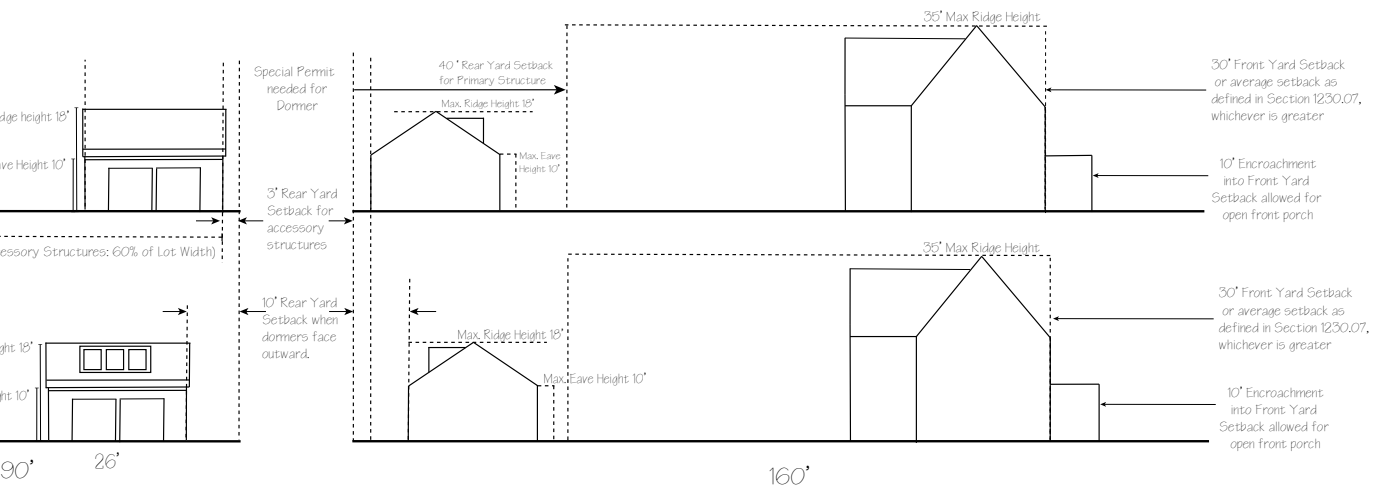 35' Max Ridge Height
Special Permit
needed for
Dormer
40' Rear Yard Setback
for Primary Structure
30' Front Yard Setback
or average setback as
defined in Section 1230.07,
whichever is greater
Max. Ridge Height 18'
dge height 18'
ve Height 10'
Max. Eave
Height 10'
10' Encroachment
into Front Yard
Setback allowed for
open front porch
3' Rear Yard
Setback for
accessory
structures
essory Structures: 60% of Lot Width)
35' Max Ridge Height
10' Rear Yard
Setback when
dormers face
outward.
30' Front Yard Setback
or average setback as
defined in Section 1230.07,
whichever is greater
Max. Ridge Height 18'
ght 18'
Max. Eave Height 10'
ht 10'
10' Encroachment
into Front Yard
Setback allowed for
open front porch
90'
26'
160'